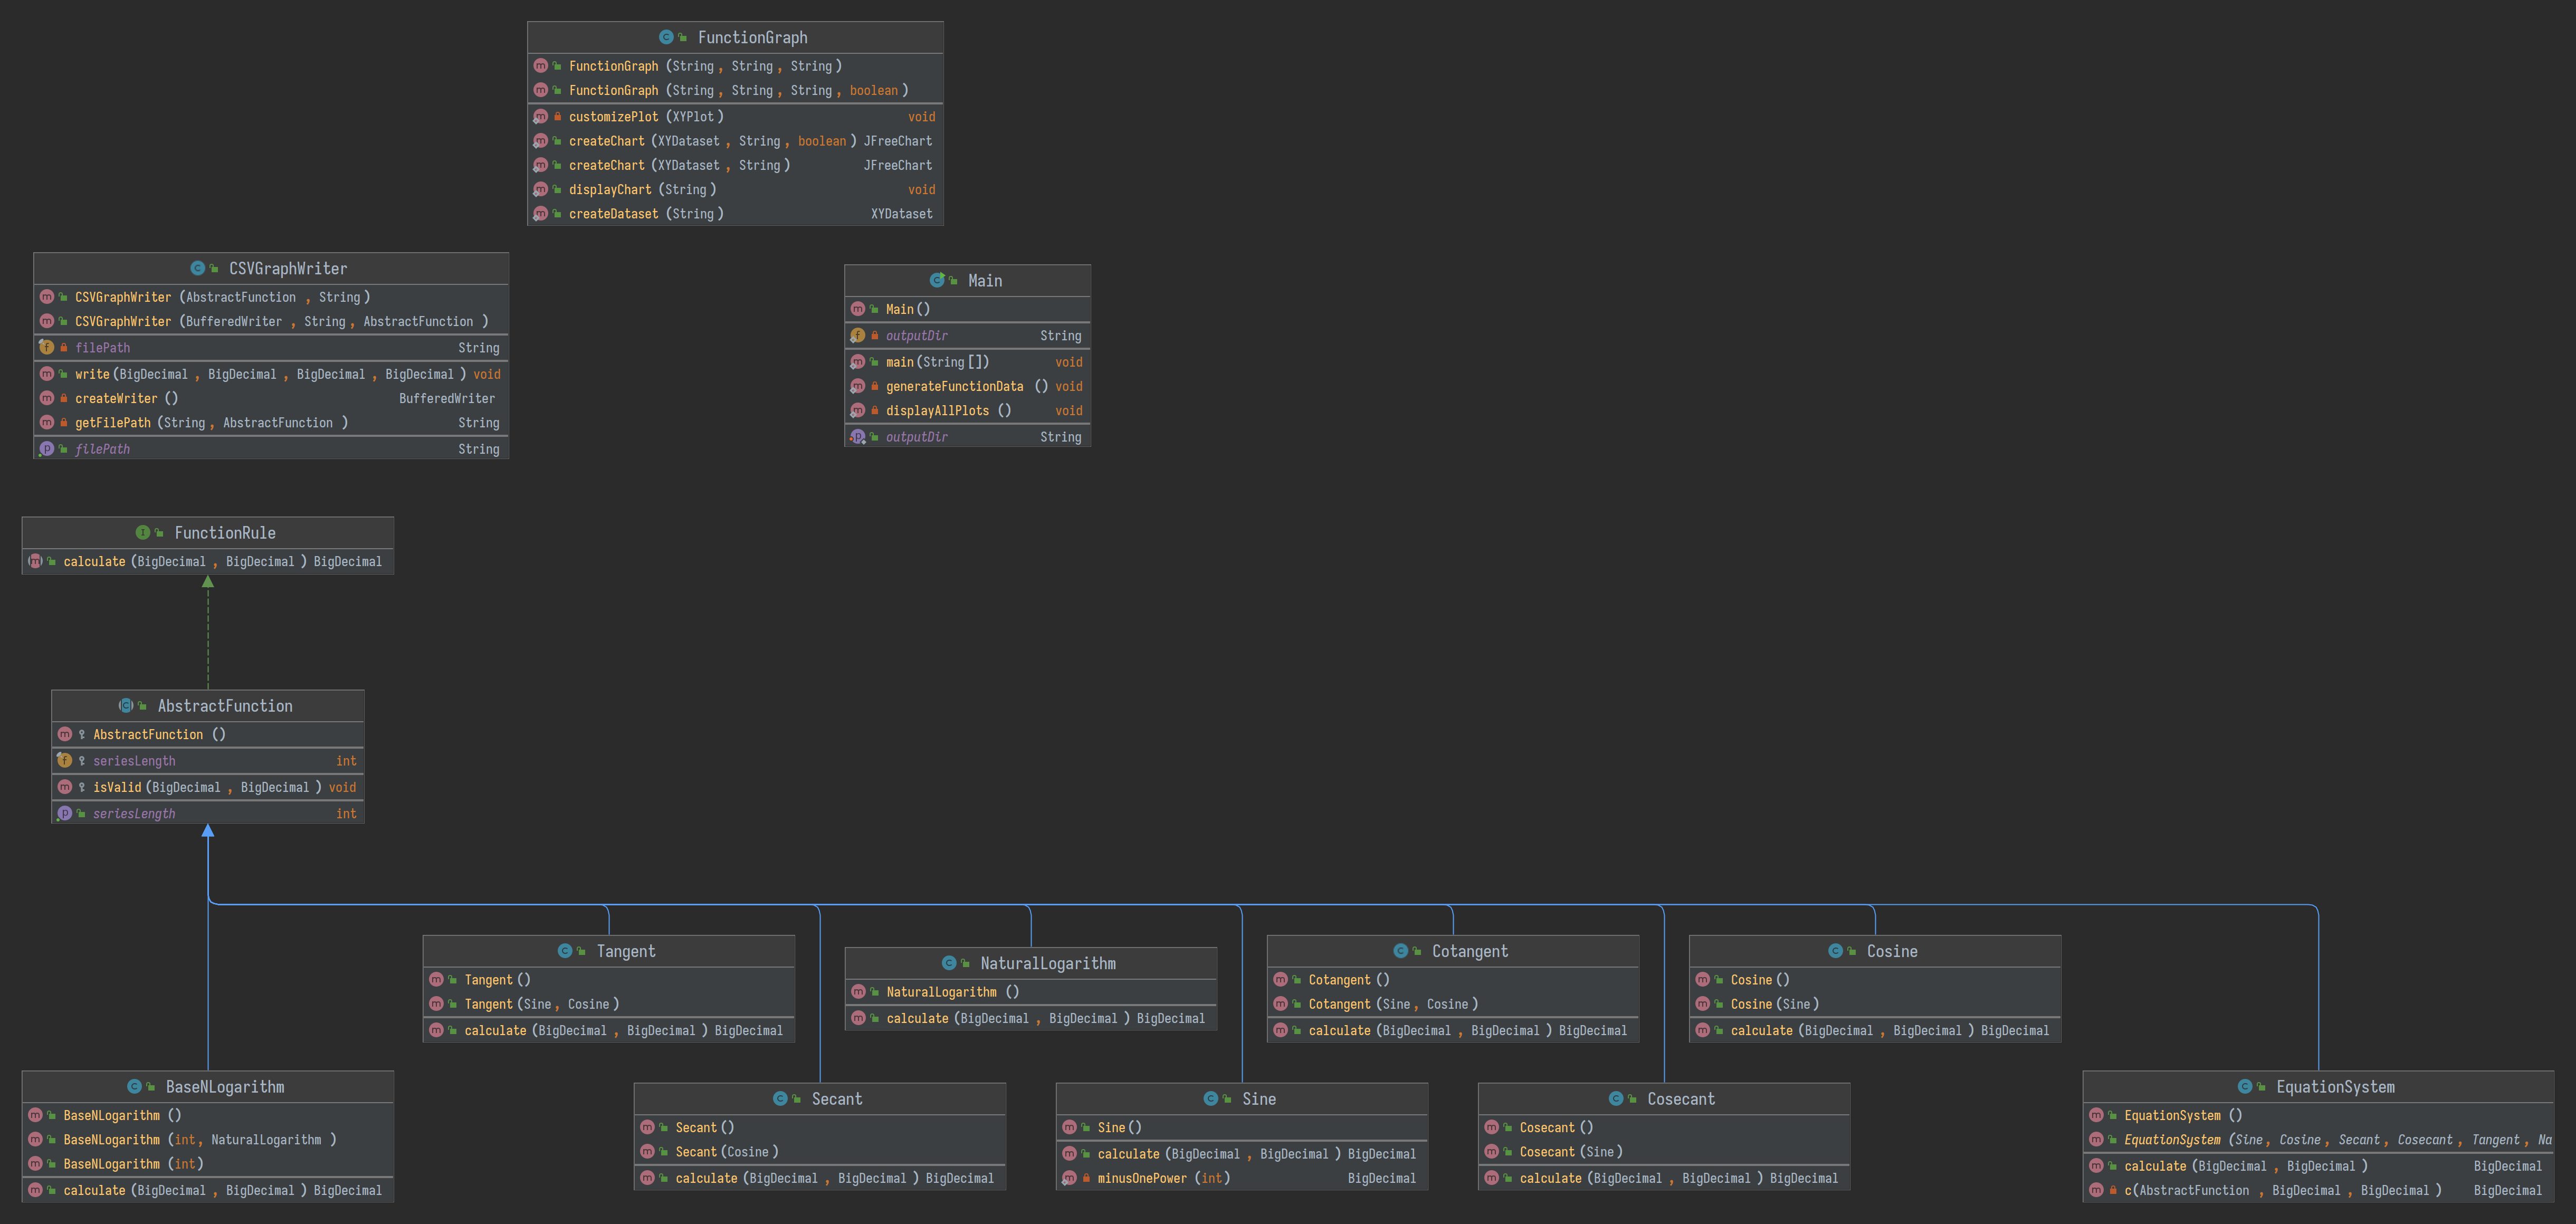 FunctionGraph
FunctionGraph (String, String, String)
FunctionGraph (String, String, String, boolean)
customizePlot (XYPlot) void
createChart (XYDataset, String, boolean) JFreeChart
createChart (XYDataset, String) JFreeChart
displayChart (String) void
createDataset (String) XYDataset
CSVGraphWriter
CSVGraphWriter (AbstractFunction, String)
CSVGraphWriter (BufferedWriter, String, AbstractFunction)
filePath String
write(BigDecimal, BigDecimal, BigDecimal, BigDecimal) void
createWriter () BufferedWriter
getFilePath (String, AbstractFunction) String
filePath String
Main
Main()
outputDir String
main(String[]) void
generateFunctionData () void
displayAllPlots () void
outputDir String
FunctionRule
calculate (BigDecimal, BigDecimal) BigDecimal
AbstractFunction
AbstractFunction ()
seriesLength int
isValid(BigDecimal, BigDecimal) void
seriesLength int
Tangent
Tangent()
Tangent(Sine, Cosine)
calculate (BigDecimal, BigDecimal) BigDecimal
NaturalLogarithm
NaturalLogarithm ()
calculate (BigDecimal, BigDecimal) BigDecimal
Cotangent
Cotangent()
Cotangent(Sine, Cosine)
calculate (BigDecimal, BigDecimal) BigDecimal
Cosine
Cosine()
Cosine(Sine)
calculate (BigDecimal, BigDecimal) BigDecimal
BaseNLogarithm
BaseNLogarithm ()
BaseNLogarithm (int, NaturalLogarithm)
BaseNLogarithm (int)
calculate (BigDecimal, BigDecimal) BigDecimal
Secant
Secant()
Secant(Cosine)
calculate (BigDecimal, BigDecimal) BigDecimal
Sine
Sine()
calculate (BigDecimal, BigDecimal) BigDecimal
minusOnePower (int) BigDecimal
Cosecant
Cosecant()
Cosecant(Sine)
calculate (BigDecimal, BigDecimal) BigDecimal
EquationSystem
EquationSystem ()
EquationSystem (Sine, Cosine, Secant, Cosecant, Tangent, Na
calculate (BigDecimal, BigDecimal) BigDecimal
c(AbstractFunction, BigDecimal, BigDecimal) BigDecimal